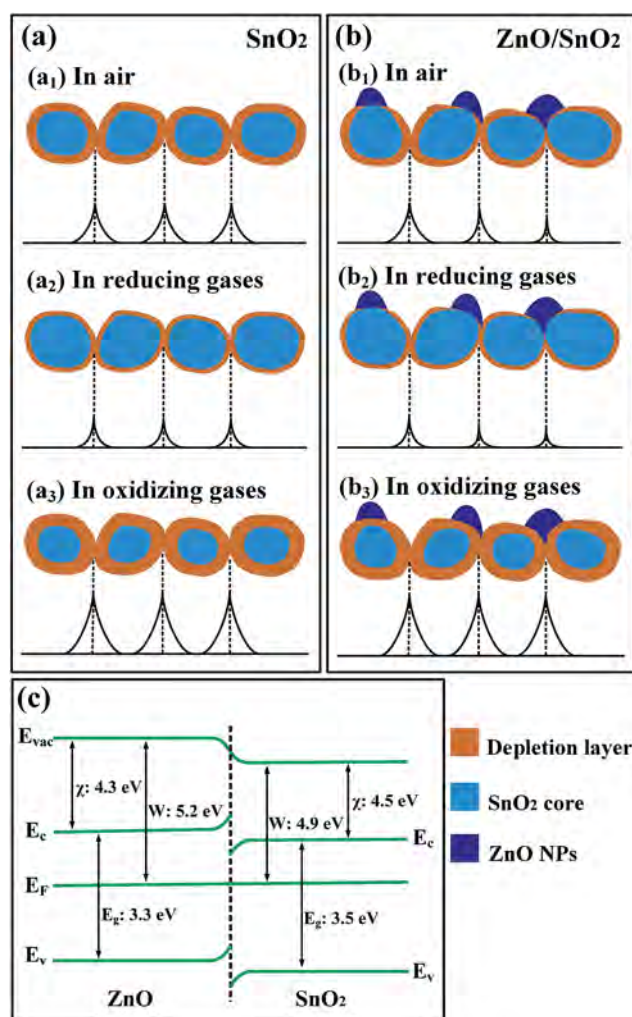 (a) SnO₂
(a₁) In air
(a₂) In reducing gases
(a₃) In oxidizing gases
(b) ZnO/SnO₂
(b₁) In air
(b₂) In reducing gases
(b₃) In oxidizing gases
(c)
Evac
χ: 4.3 eV
W: 5.2 eV
W: 4.9 eV
χ: 4.5 eV
Ec
Ec
EF
Eg: 3.3 eV
Eg: 3.5 eV
Ev
Ev
ZnO
SnO₂
Depletion layer
SnO₂ core
ZnO NPs